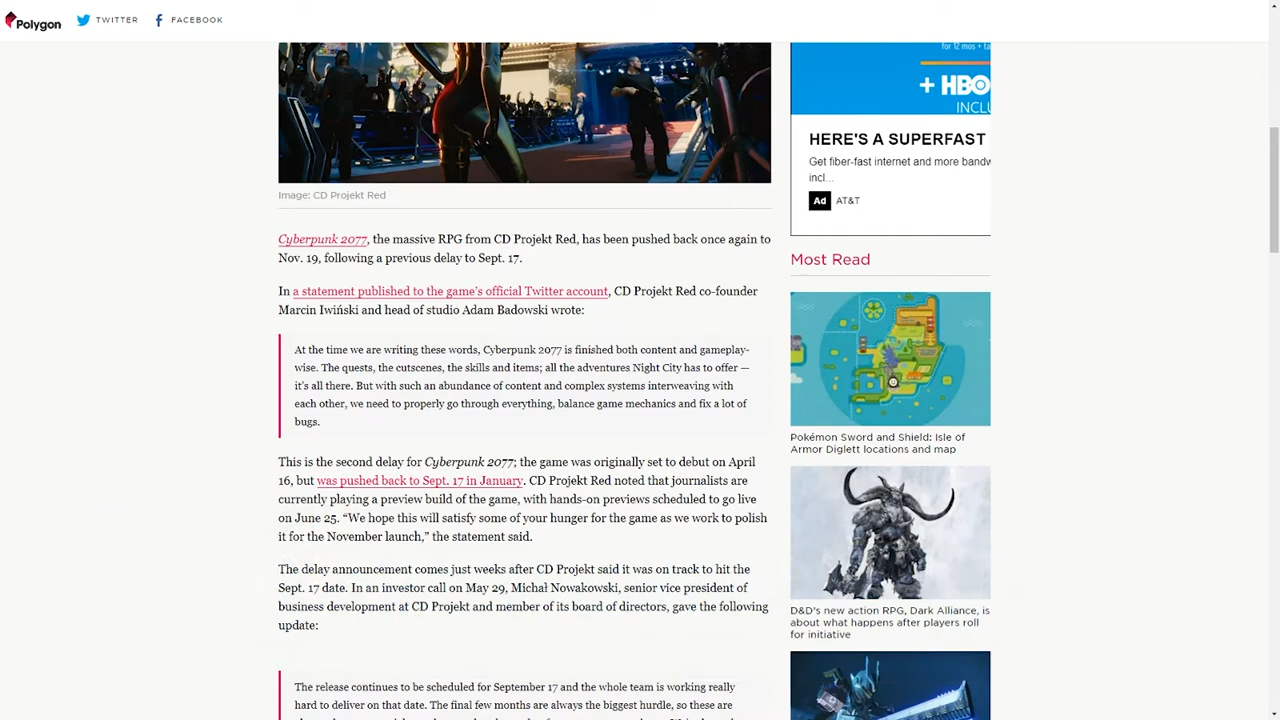 Polygon
TWITTER
FACEBOOK
Image: CD Projekt Red
Cyberpunk 2077, the massive RPG from CD Projekt Red, has been pushed back once again to
Nov. 19, following a previous delay to Sept. 17.
In a statement published to the game's official Twitter account, CD Projekt Red co-founder
Marcin Iwiński and head of studio Adam Badowski wrote:
At the time we are writing these words, Cyberpunk 2077 is finished both content and gameplay-
wise. The quests, the cutscenes, the skills and items; all the adventures Night City has to offer —
it's all there. But with such an abundance of content and complex systems interweaving with
each other, we need to properly go through everything, balance game mechanics and fix a lot of
bugs.
This is the second delay for Cyberpunk 2077; the game was originally set to debut on April
16, but was pushed back to Sept. 17 in January. CD Projekt Red noted that journalists are
currently playing a preview build of the game, with hands-on previews scheduled to go live
on June 25. “We hope this will satisfy some of your hunger for the game as we work to polish
it for the November launch,” the statement said.
The delay announcement comes just weeks after CD Projekt said it was on track to hit the
Sept. 17 date. In an investor call on May 29, Michał Nowakowski, senior vice president of
business development at CD Projekt and member of its board of directors, gave the following
update:
The release continues to be scheduled for September 17 and the whole team is working really
hard to deliver on that date. The final few months are always the biggest hurdle, so these are
for 12 mos + ta
+ HBO
INCLU
HERE'S A SUPERFAST
Get fiber-fast internet and more bandw
incl...
Ad AT&T
Most Read
Pokémon Sword and Shield: Isle of
Armor Diglett locations and map
D&D's new action RPG, Dark Alliance, is
about what happens after players roll
for initiative